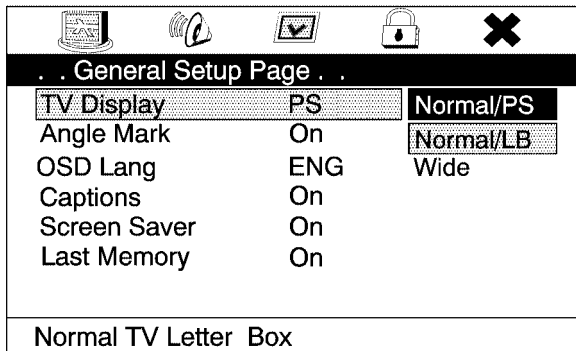 . . General Setup Page . .
TV Display PS Normal/PS
Angle Mark On Normal/LB
OSD Lang ENG Wide
Captions On
Screen Saver On
Last Memory On
Normal TV Letter Box